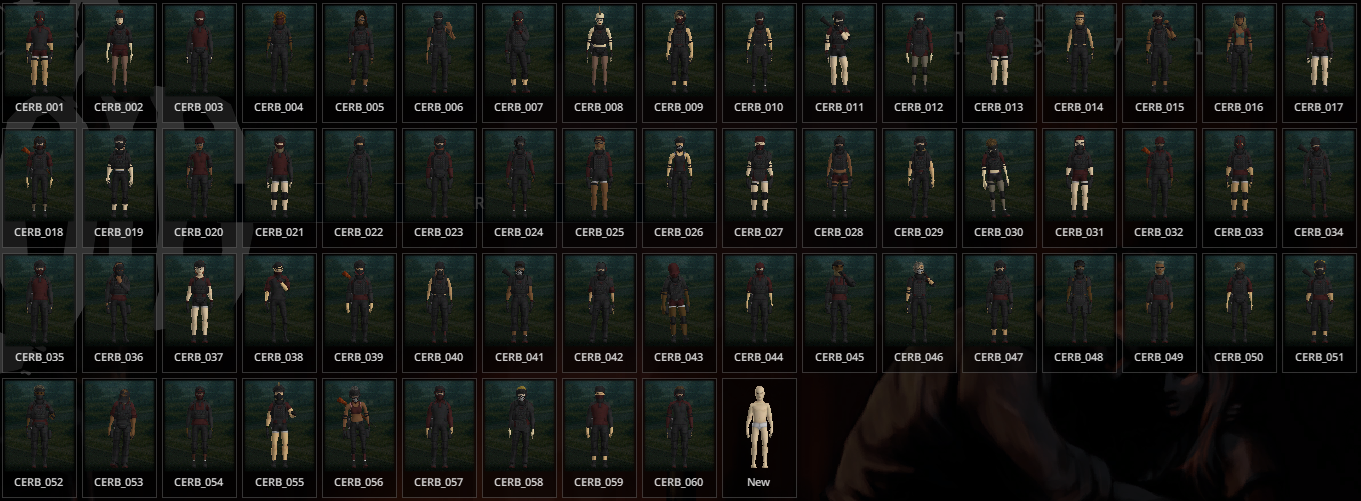 CERB_001 CERB_002 CERB_003 CERB_004 CERB_005 CERB_006 CERB_007 CERB_008 CERB_009 CERB_010 CERB_011 CERB_012 CERB_013 CERB_014 CERB_015 CERB_016 CERB_017
CERB_018 CERB_019 CERB_020 CERB_021 CERB_022 CERB_023 CERB_024 CERB_025 CERB_026 CERB_027 CERB_028 CERB_029 CERB_030 CERB_031 CERB_032 CERB_033 CERB_034
CERB_035 CERB_036 CERB_037 CERB_038 CERB_039 CERB_040 CERB_041 CERB_042 CERB_043 CERB_044 CERB_045 CERB_046 CERB_047 CERB_048 CERB_049 CERB_050 CERB_051
CERB_052 CERB_053 CERB_054 CERB_055 CERB_056 CERB_057 CERB_058 CERB_059 CERB_060 New